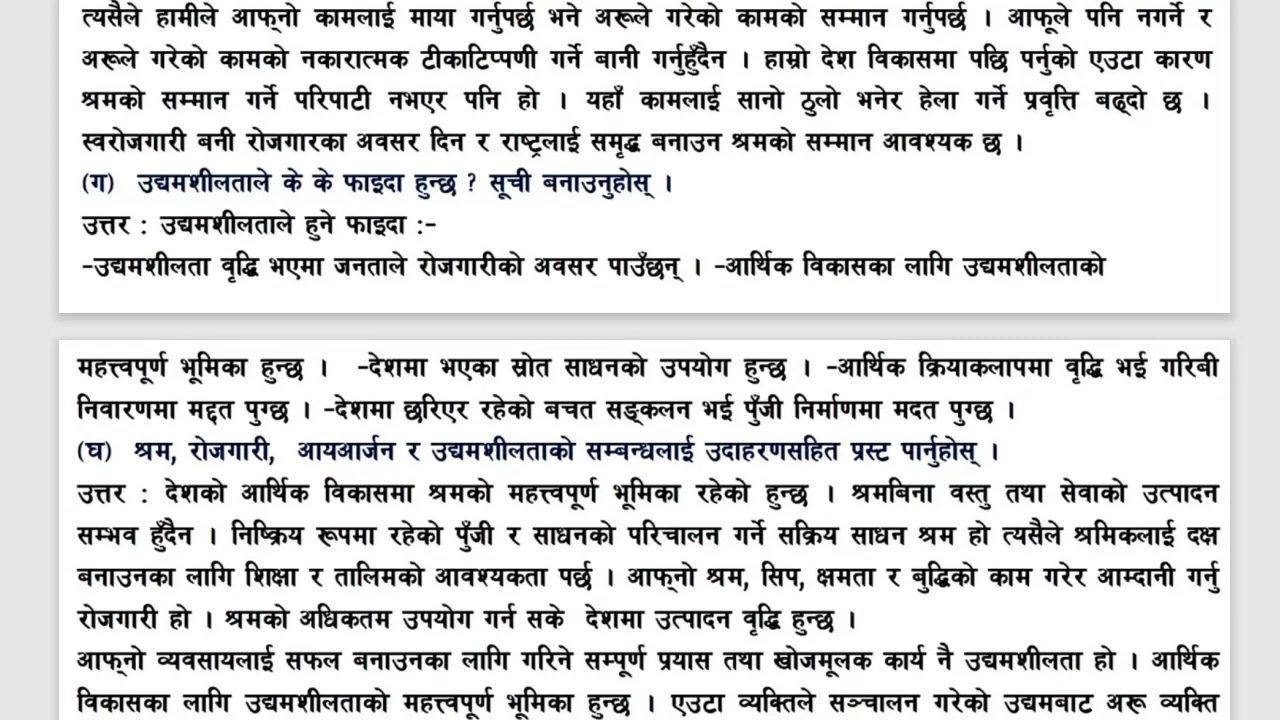 त्यसैले हामीले आफ्नो कामलाई माया गर्नुपर्छ भने अरूले गरेको कामको सम्मान गर्नुपर्छ । आफूले पनि नगर्ने र
अरूले गरेको कामको नकारात्मक टीकाटिप्पणी गर्ने बानी गर्नुहुँदैन । हाम्रो देश विकासमा पछि पर्नुको एउटा कारण
श्रमको सम्मान गर्ने परिपाटी नभएर पनि हो । यहाँ कामलाई सानो ठुलो भनेर हेला गर्ने प्रवृत्ति बढ्दो छ ।
स्वरोजगारी बनी रोजगारका अवसर दिन र राष्ट्रलाई समृद्ध बनाउन श्रमको सम्मान आवश्यक छ ।
(ग) उद्यमशीलताले के के फाइदा हुन्छ ? सूची बनाउनुहोस् ।
उत्तर : उद्यमशीलताले हुने फाइदा :-
-उद्यमशीलता वृद्धि भएमा जनताले रोजगारीको अवसर पाउँछन् । -आर्थिक विकासका लागि उद्यमशीलताको
महत्त्वपूर्ण भूमिका हुन्छ । -देशमा भएका स्रोत साधनको उपयोग हुन्छ । -आर्थिक क्रियाकलापमा वृद्धि भई गरिबी
निवारणमा मद्दत पुग्छ । -देशमा छरिएर रहेको बचत सङ्कलन भई पुँजी निर्माणमा मदत पुग्छ ।
(घ) श्रम, रोजगारी, आयआर्जन र उद्यमशीलताको सम्बन्धलाई उदाहरणसहित प्रस्ट पार्नुहोस् ।
उत्तर : देशको आर्थिक विकासमा श्रमको महत्त्वपूर्ण भूमिका रहेको हुन्छ । श्रमबिना वस्तु तथा सेवाको उत्पादन
सम्भव हुँदैन । निष्क्रिय रूपमा रहेको पुँजी र साधनको परिचालन गर्ने सक्रिय साधन श्रम हो त्यसैले श्रमिकलाई दक्ष
बनाउनका लागि शिक्षा र तालिमको आवश्यकता पर्छ । आफ्नो श्रम, सिप, क्षमता र बुद्धिको काम गरेर आम्दानी गर्नु
रोजगारी हो । श्रमको अधिकतम उपयोग गर्न सके देशमा उत्पादन वृद्धि हुन्छ ।
आफ्नो व्यवसायलाई सफल बनाउनका लागि गरिने सम्पूर्ण प्रयास तथा खोजमूलक कार्य नै उद्यमशीलता हो । आर्थिक
विकासका लागि उद्यमशीलताको महत्त्वपूर्ण भूमिका हुन्छ । एउटा व्यक्तिले सञ्चालन गरेको उद्यमबाट अरू व्यक्ति